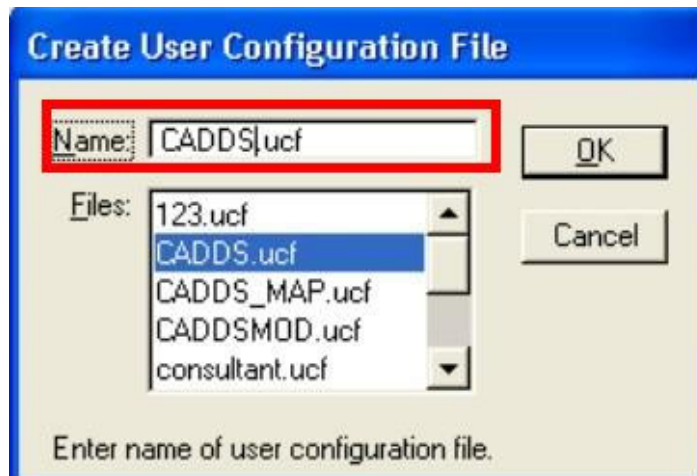 Create User Configuration File
Name: CADDS.ucf
OK
Files:
123.ucf
CADDS.ucf
CADDS_MAP.ucf
CADDSMOD.ucf
consultant.ucf
Cancel
Enter name of user configuration file.